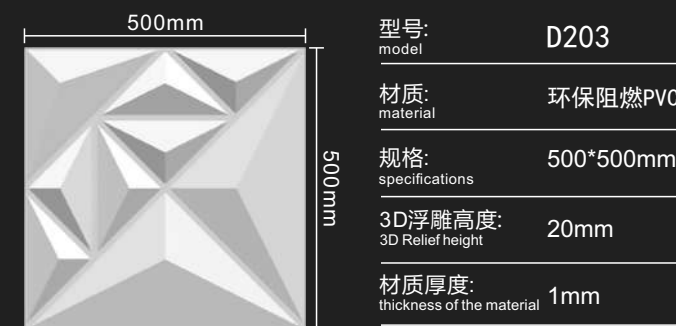 500mm
500mm
型号:
model
D203
材质:
material
环保阻燃PVC
规格:
specifications
500*500mm
3D浮雕高度:
3D Relief height
20mm
材质厚度:
thickness of the material
1mm